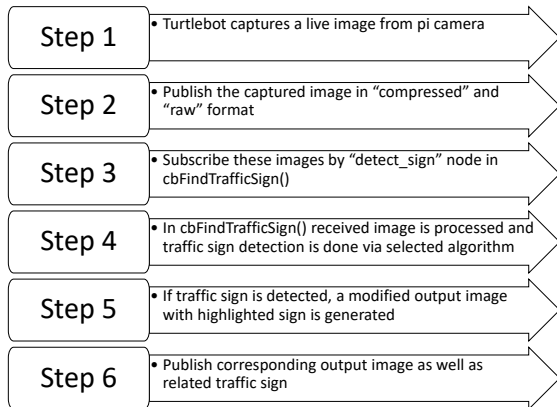 Step 1
• Turtlebot captures a live image from pi camera
Step 2
• Publish the captured image in “compressed” and
“raw” format
Step 3
• Subscribe these images by “detect_sign” node in
cbFindTrafficSign()
Step 4
• In cbFindTrafficSign() received image is processed and
traffic sign detection is done via selected algorithm
Step 5
• If traffic sign is detected, a modified output image
with highlighted sign is generated
Step 6
• Publish corresponding output image as well as
related traffic sign